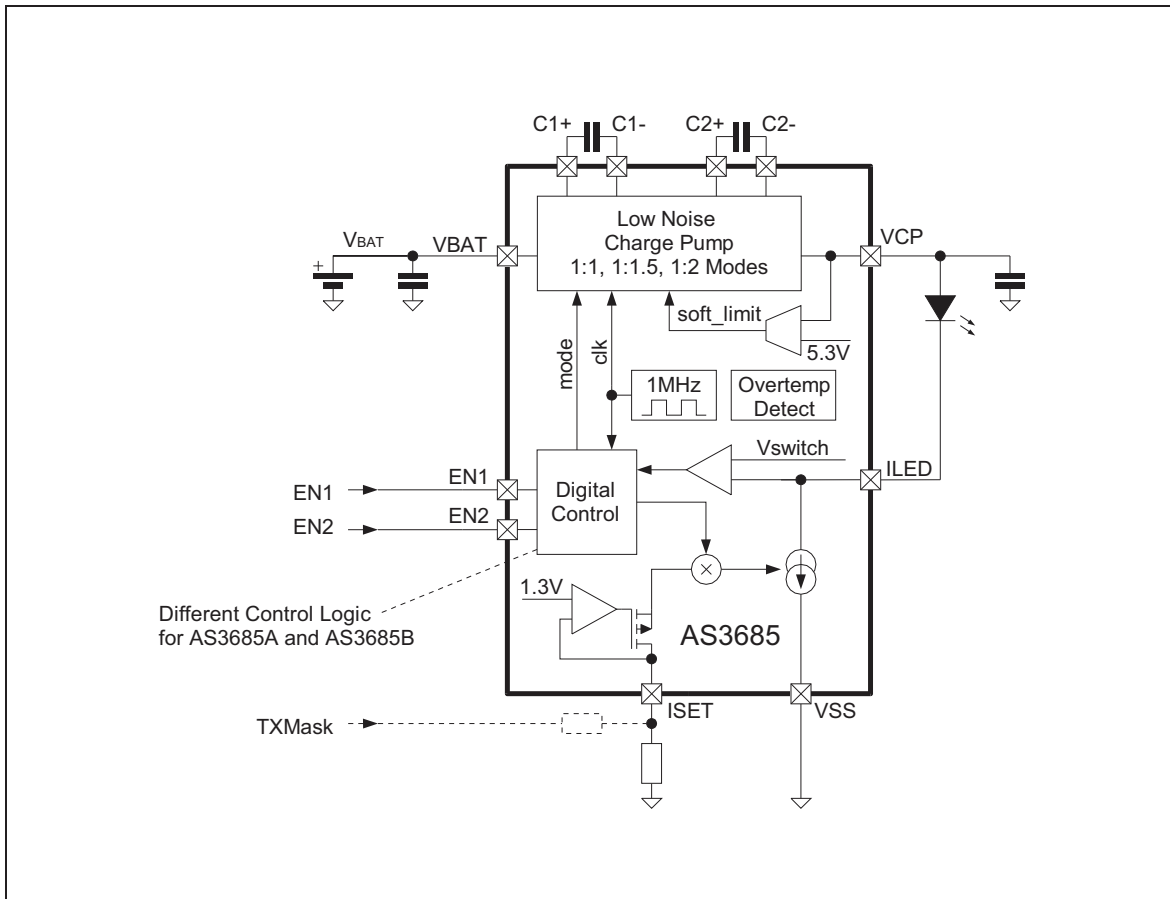 C1+ C1- C2+ C2-
Low Noise
Charge Pump
1:1, 1:1.5, 1:2 Modes
VBAT VBAT
VCP
+
soft_limit
5.3V
mode
clk
1MHz
Overtemp
Detect
Vswitch
ILED
EN1 EN1
EN2 EN2
Digital
Control
×
1.3V
Different Control Logic
for AS3685A and AS3685B
AS3685
ISET VSS
TXMask